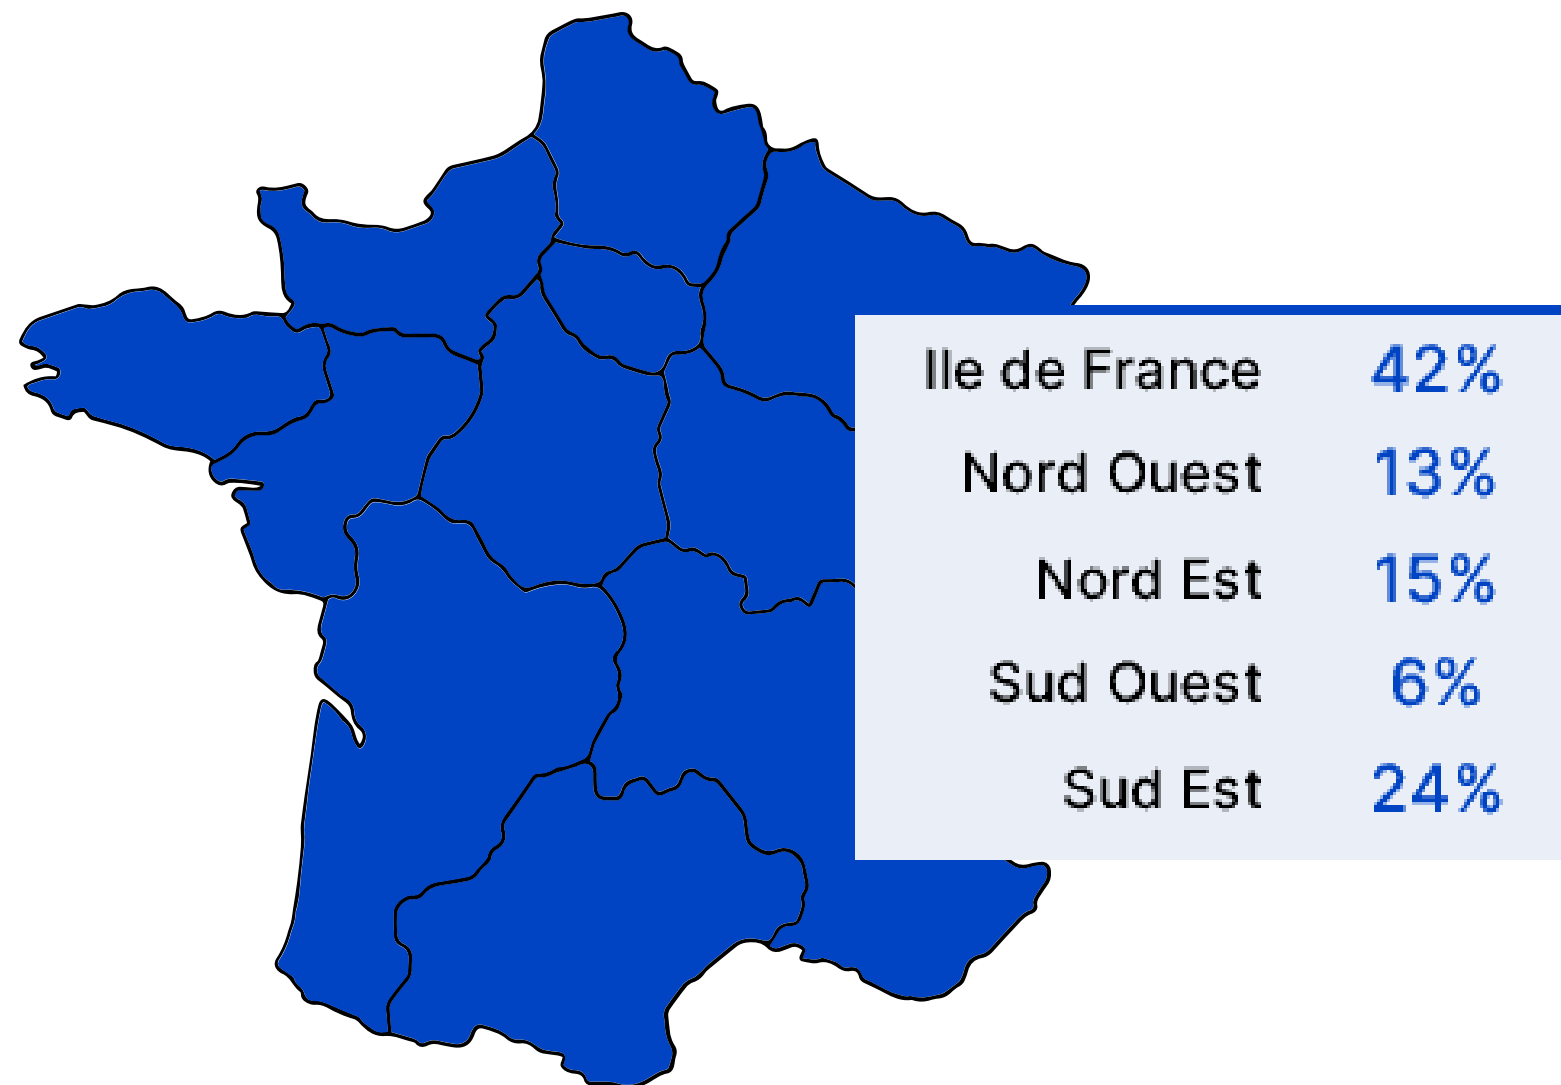 Ile de France 42%
Nord Ouest 13%
Nord Est 15%
Sud Ouest 6%
Sud Est 24%